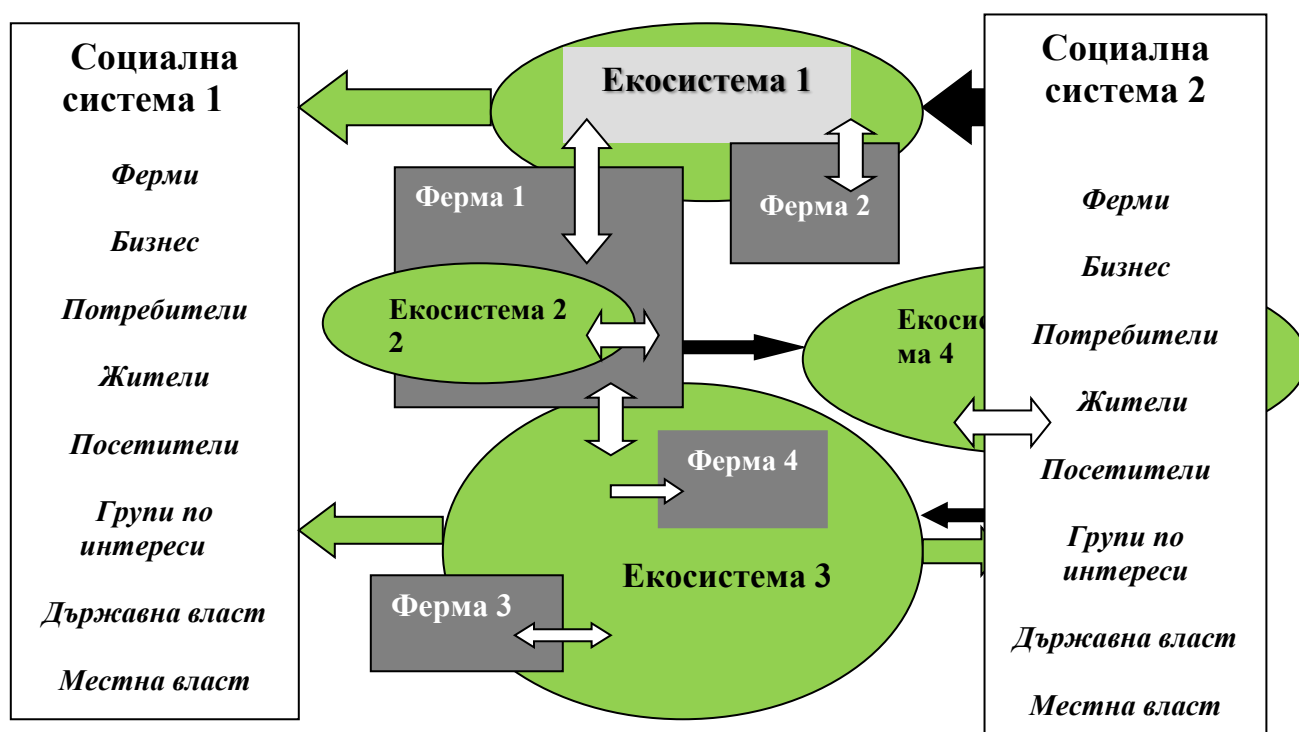 Социална
система 1
Ферми
Бизнес
Потребители
Жители
Посетители
Групи по
интереси
Държавна власт
Местна власт
Екосистема 1
Ферма 1
Ферма 2
Екосистема 2
2
Екосис
ма 4
Ферма 4
Екосистема 3
Ферма 3
Социална
система 2
Ферми
Бизнес
Потребители
Жители
Посетители
Групи по
интереси
Държавна власт
Местна власт